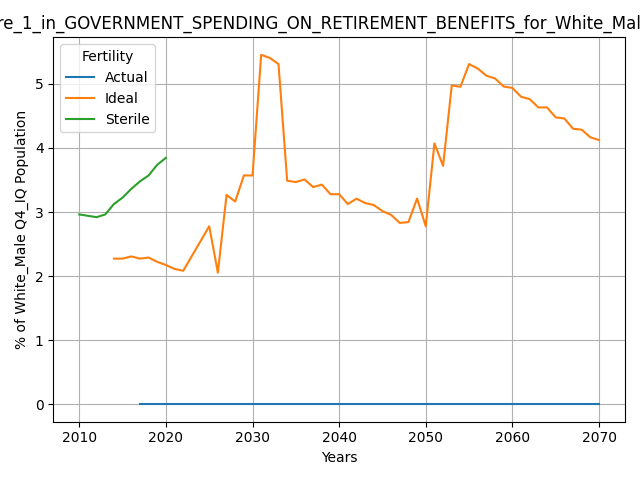 re_1_in_GOVERNMENT_SPENDING_ON_RETIREMENT_BENEFITS_for_White_Mal
Fertility
Actual
Ideal
Sterile
% of White_Male Q4_IQ Population
5
4
3
2
1
0
2010 2020 2030 2040 2050 2060 2070
Years